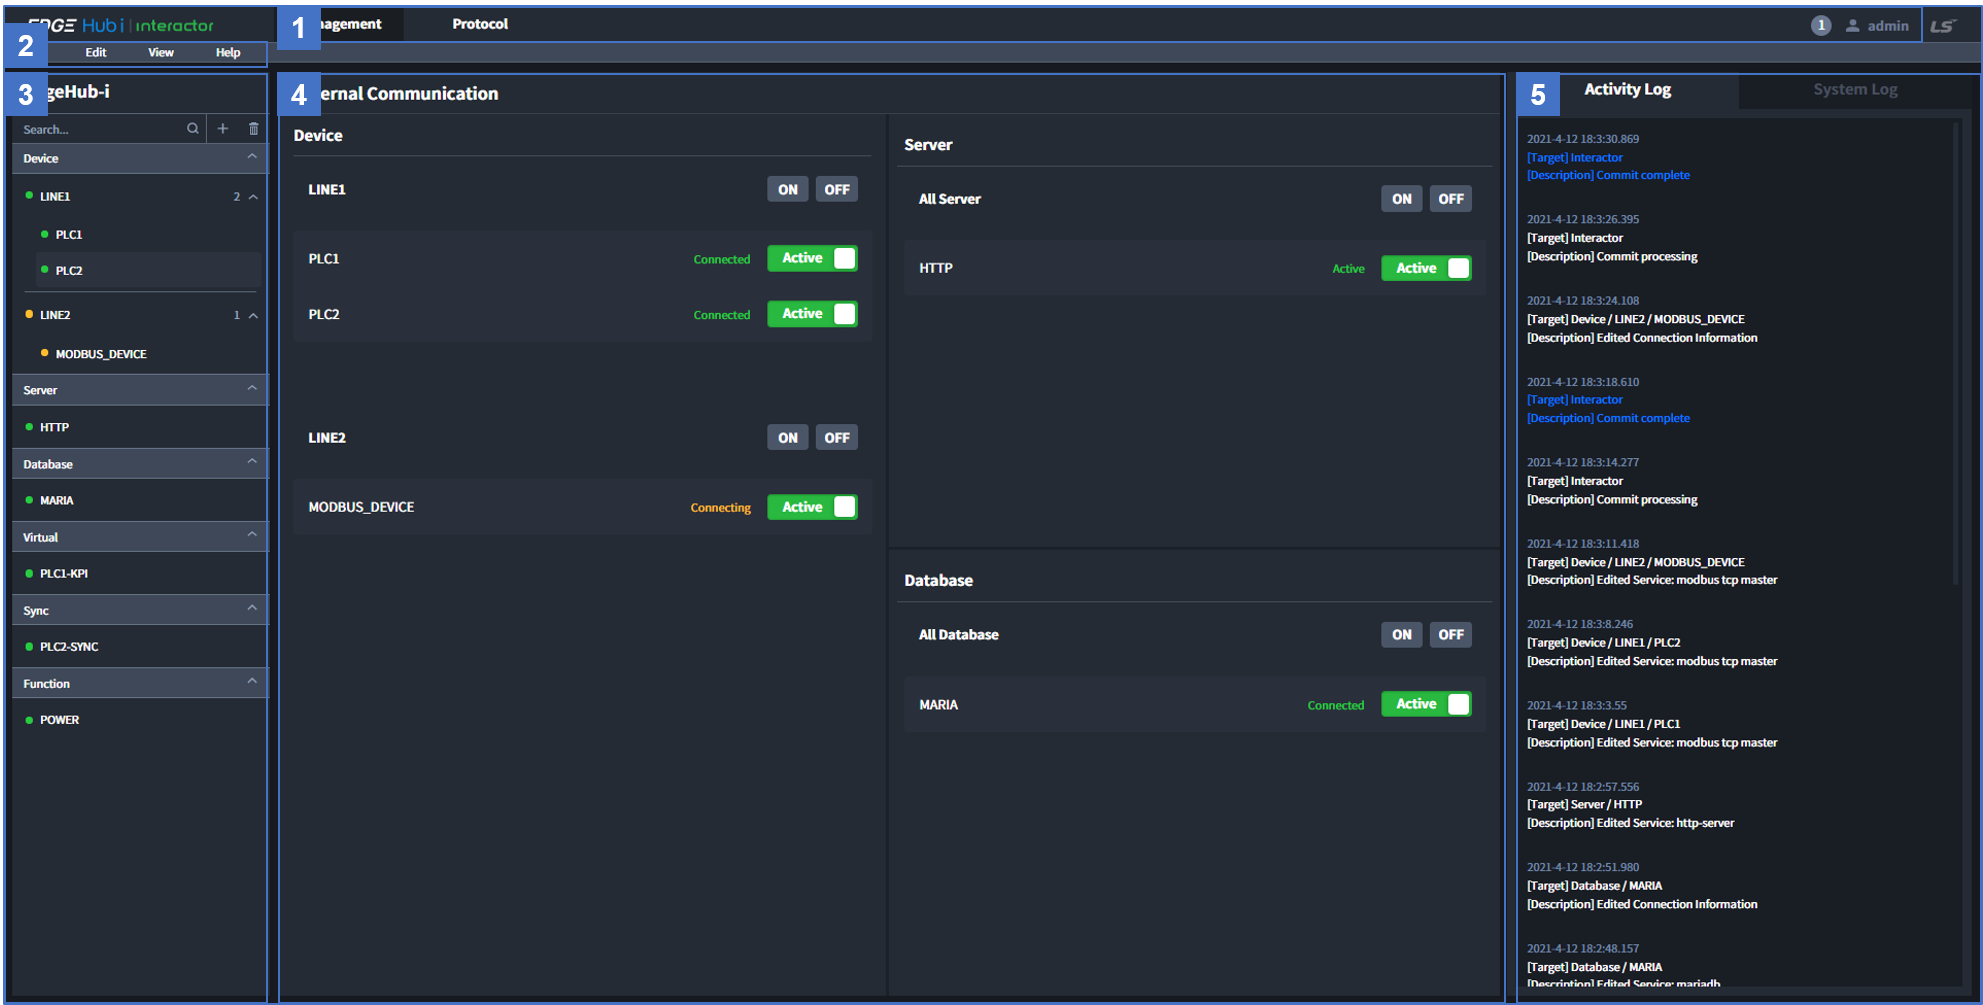 EDGE Hub i | interactor
1
nagement
Protocol
1
admin
LS
2
Edit
View
Help
3
geHub-i
Search...
Device
LINE1
2
PLC1
PLC2
LINE2
1
MODBUS_DEVICE
Server
HTTP
Database
MARIA
Virtual
PLC1-KPI
Sync
PLC2-SYNC
Function
POWER
4
ernal Communication
Device
LINE1
ON
OFF
PLC1
Connected
Active
PLC2
Connected
Active
LINE2
ON
OFF
MODBUS_DEVICE
Connecting
Active
Server
All Server
ON
OFF
HTTP
Active
Active
Database
All Database
ON
OFF
MARIA
Connected
Active
5
Activity Log
System Log
2021-4-12 18:3:30.869
[Target] Interactor
[Description] Commit complete
2021-4-12 18:3:26.395
[Target] Interactor
[Description] Commit processing
2021-4-12 18:3:24.108
[Target] Device / LINE2 / MODBUS_DEVICE
[Description] Edited Connection Information
2021-4-12 18:3:18.610
[Target] Interactor
[Description] Commit complete
2021-4-12 18:3:14.277
[Target] Interactor
[Description] Commit processing
2021-4-12 18:3:11.418
[Target] Device / LINE2 / MODBUS_DEVICE
[Description] Edited Service: modbus tcp master
2021-4-12 18:3:8.246
[Target] Device / LINE1 / PLC2
[Description] Edited Service: modbus tcp master
2021-4-12 18:3:3.55
[Target] Device / LINE1 / PLC1
[Description] Edited Service: modbus tcp master
2021-4-12 18:2:57.556
[Target] Server / HTTP
[Description] Edited Service: http-server
2021-4-12 18:2:51.980
[Target] Database / MARIA
[Description] Edited Connection Information
2021-4-12 18:2:48.157
[Target] Database / MARIA
[Description] Edited Service: mariadb